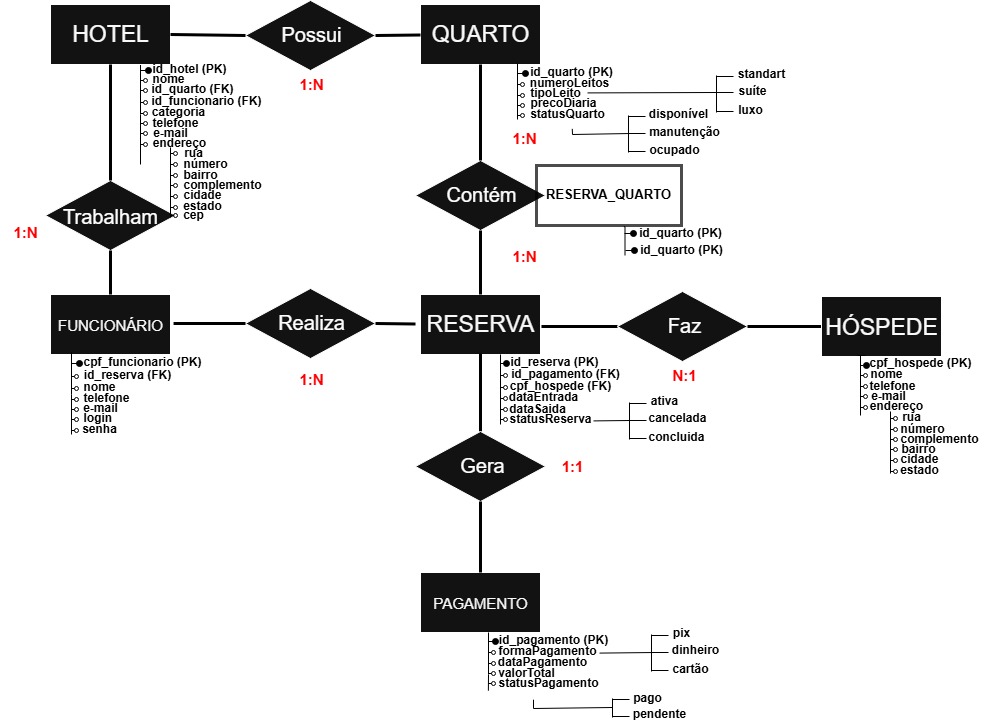 HOTEL
Possui
QUARTO
1:N
id_hotel (PK)
nome
id_quarto (FK)
id_funcionario (FK)
categoria
telefone
e-mail
endereço
rua
número
bairro
complemento
cidade
estado
cep
id_quarto (PK)
numeroLeitos
tipoLeito
precoDiaria
statusQuarto
standart
suíte
luxo
disponível
manutenção
ocupado
1:N
Trabalham
1:N
Contém
RESERVA_QUARTO
id_quarto (PK)
id_quarto (PK)
1:N
FUNCIONÁRIO
Realiza
RESERVA
Faz
HÓSPEDE
cpf_funcionario (PK)
id_reserva (FK)
nome
telefone
e-mail
login
senha
1:N
id_reserva (PK)
id_pagamento (FK)
cpf_hospede (FK)
dataEntrada
dataSaida
statusReserva
ativa
cancelada
concluida
N:1
cpf_hospede (PK)
nome
telefone
e-mail
endereço
rua
número
complemento
bairro
cidade
estado
Gera
1:1
PAGAMENTO
id_pagamento (PK)
formaPagamento
dataPagamento
valorTotal
statusPagamento
pix
dinheiro
cartão
pago
pendente